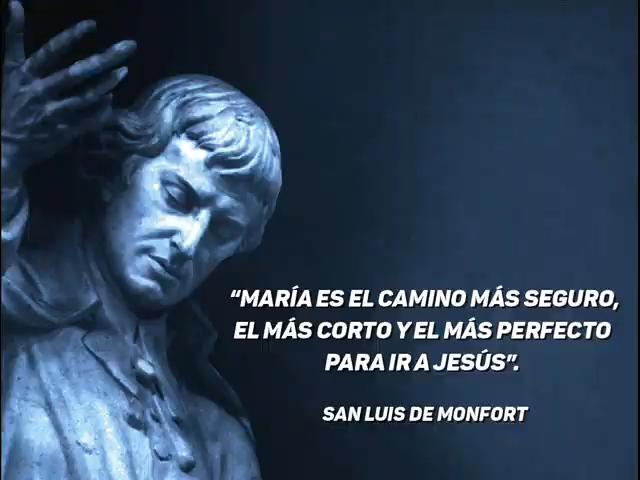 “MARÍA ES EL CAMINO MÁS SEGURO,
EL MÁS CORTO Y EL MÁS PERFECTO
PARA IR A JESÚS”.
SAN LUIS DE MONFORT